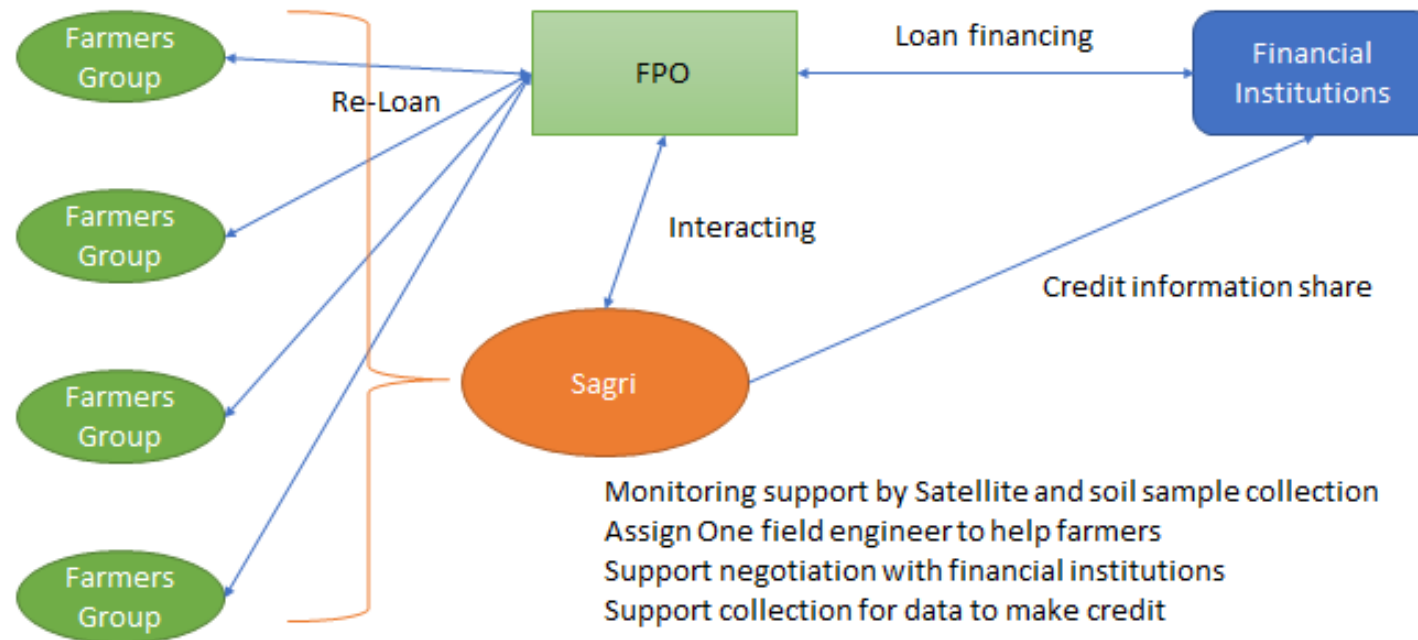 Farmers
Group
Re-Loan
FPO
Loan financing
Financial
Institutions
Farmers
Group
Interacting
Credit information share
Farmers
Group
Sagri
Farmers
Group
Monitoring support by Satellite and soil sample collection
Assign One field engineer to help farmers
Support negotiation with financial institutions
Support collection for data to make credit